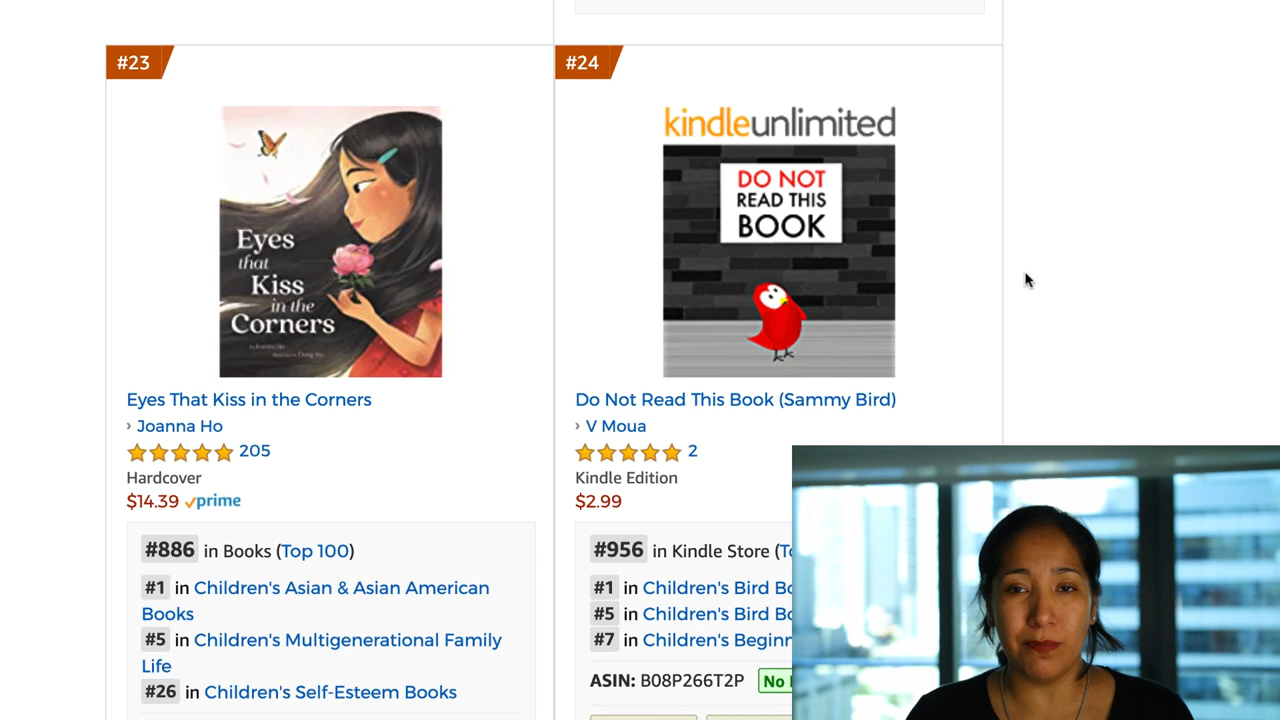 #23
Eyes
that
Kiss
in the
Corners
Eyes That Kiss in the Corners
› Joanna Ho
205
Hardcover
$14.39 prime
#886 in Books (Top 100)
#1 in Children's Asian & Asian American
Books
#5 in Children's Multigenerational Family
Life
#26 in Children's Self-Esteem Books
#24
kindleunlimited
DO NOT
READ THIS
BOOK
Do Not Read This Book (Sammy Bird)
› V Moua
2
Kindle Edition
$2.99
#956 in Kindle Store (
#1 in Children's Bird
#5 in Children's Bird
#7 in Children's
ASIN: B08P266T2P No